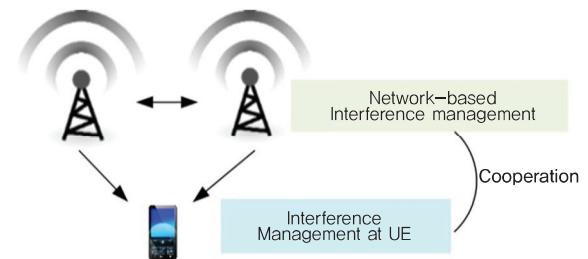 Network-based
Interference management
Cooperation
Interference
Management at UE